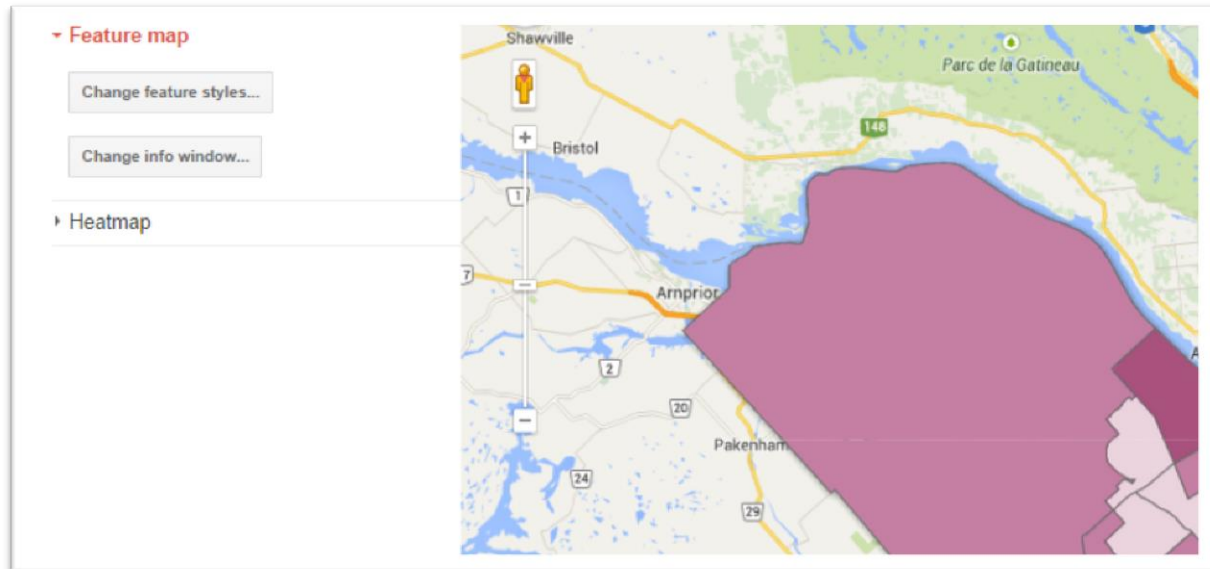 Feature map
Change feature styles...
Change info window...
Heatmap
Shawville
Parc de la Gatineau
148
Bristol
1
7
Arnprior
2
20
Pakenham
24
29
A